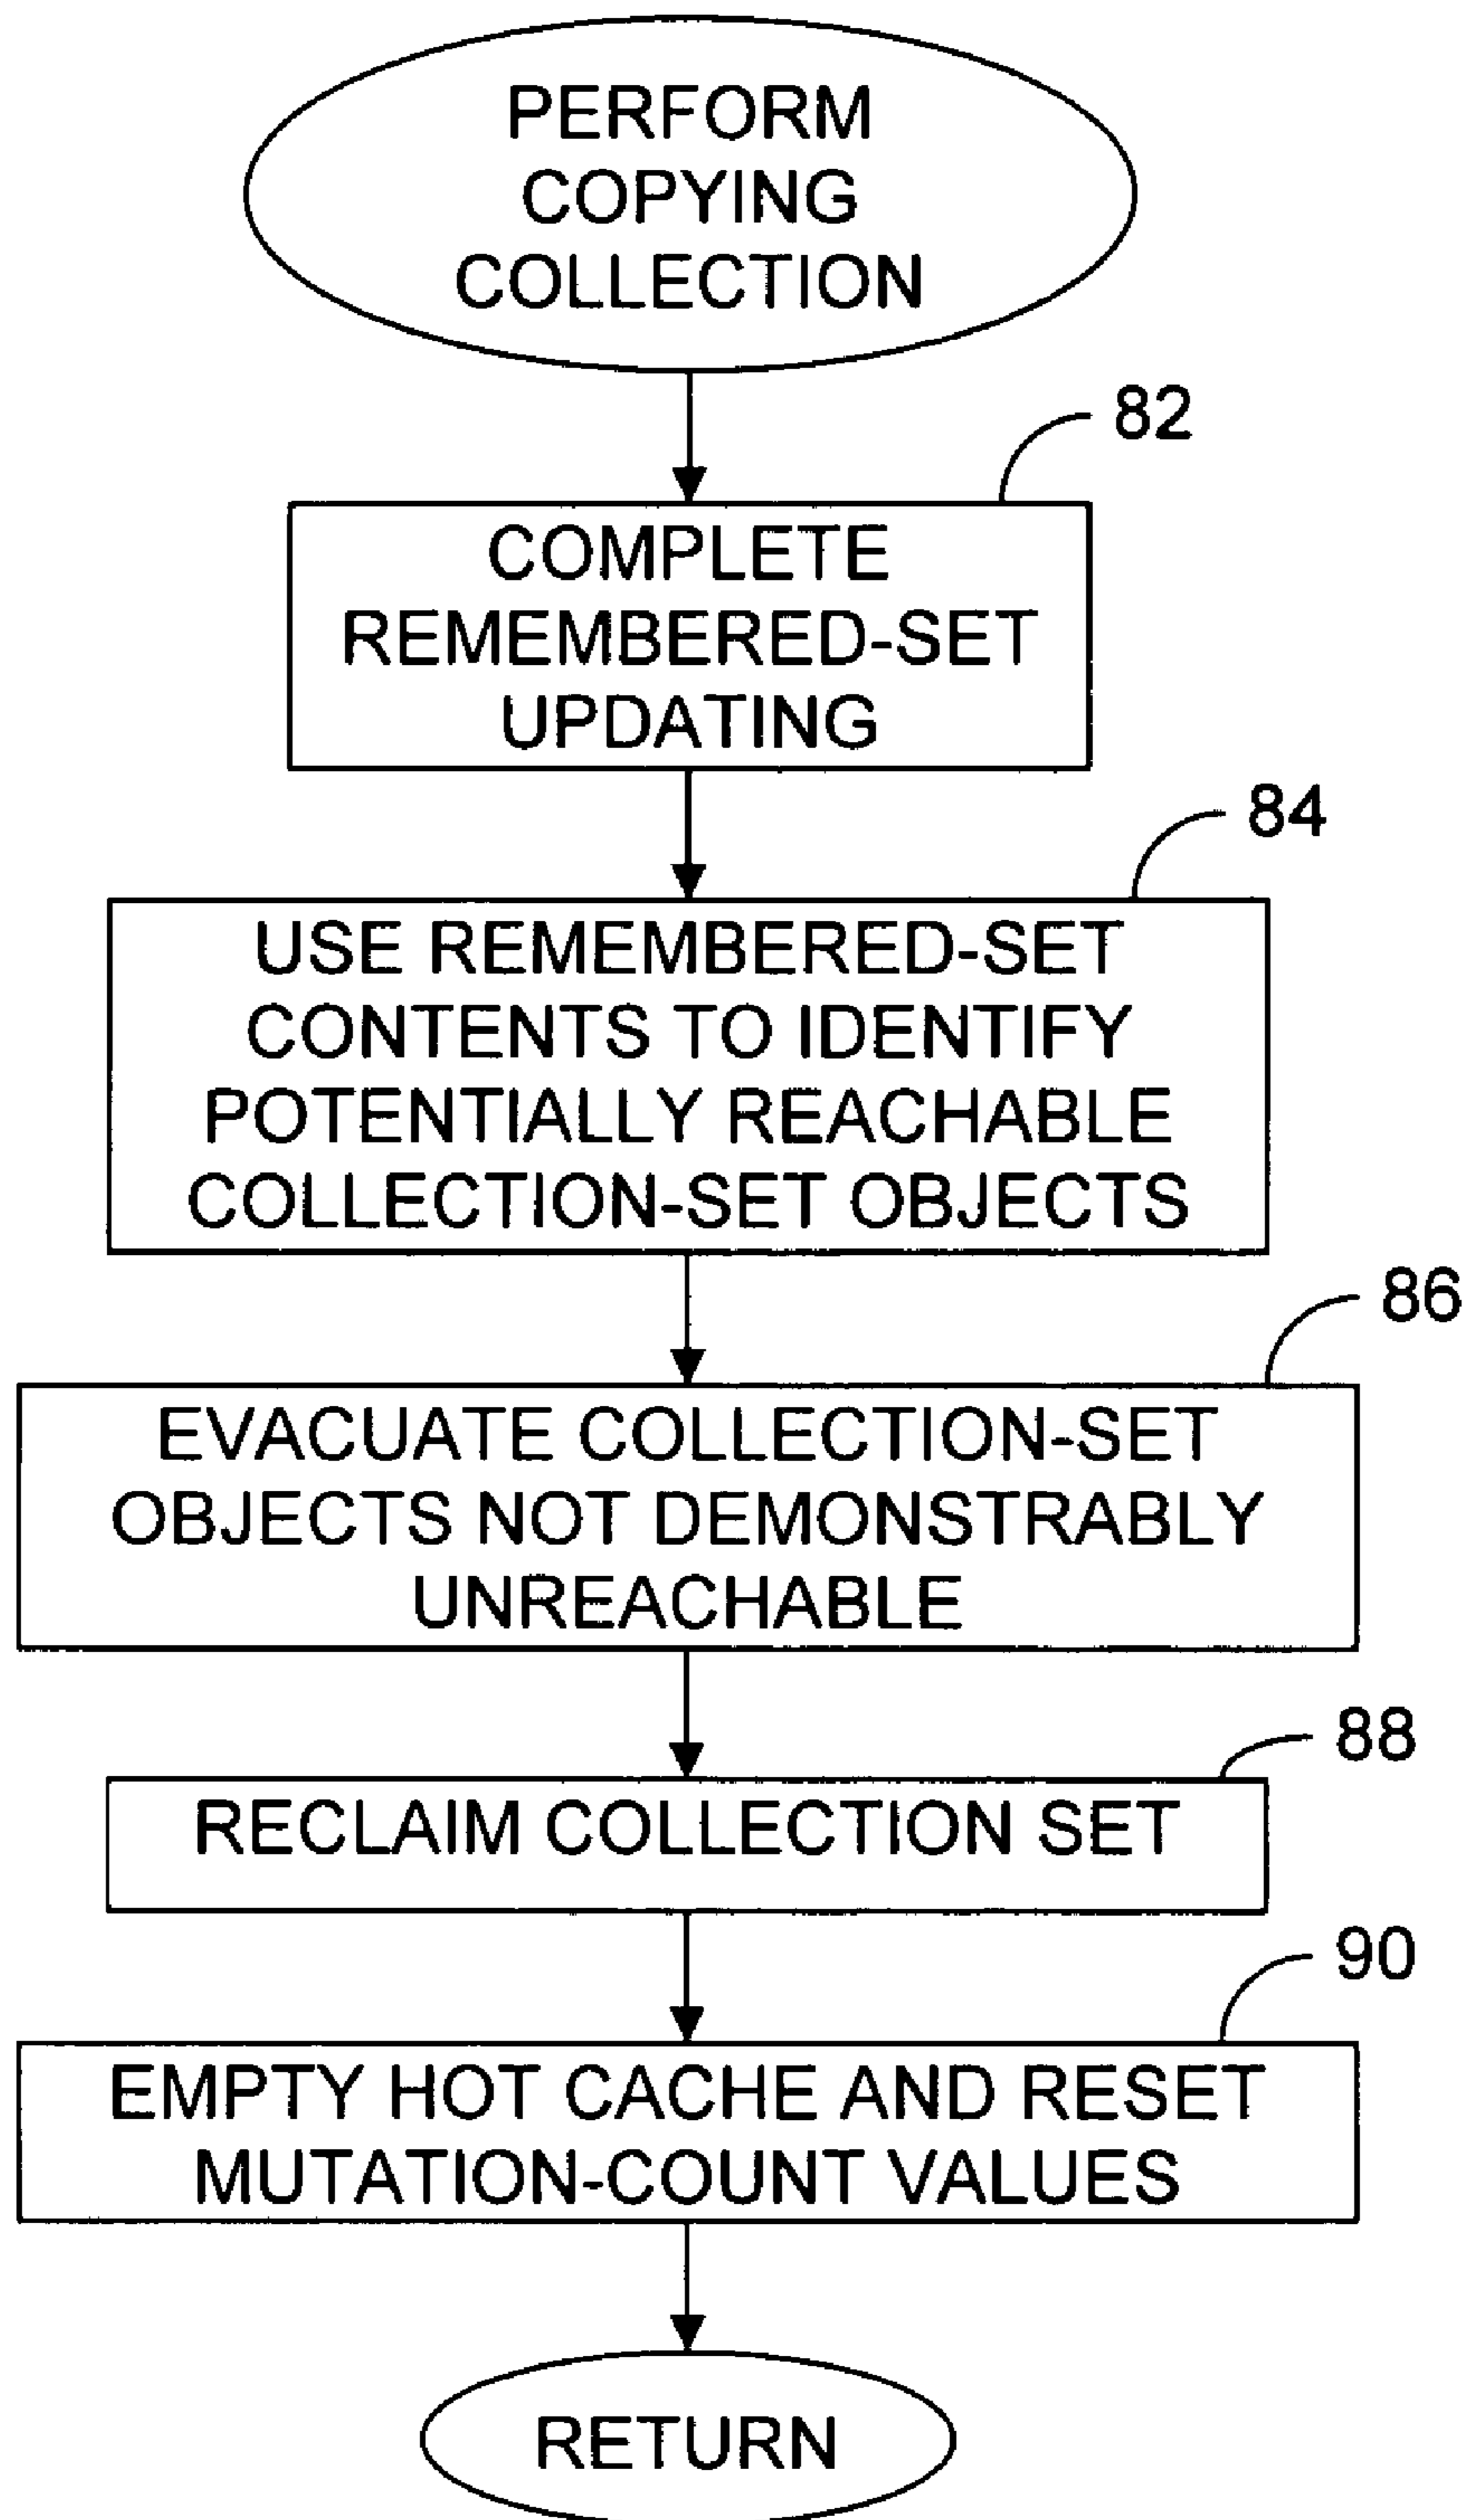 PERFORM
COPYING
COLLECTION
82
COMPLETE
REMEMBERED-SET
UPDATING
84
USE REMEMBERED-SET
CONTENTS TO IDENTIFY
POTENTIALLY REACHABLE
COLLECTION-SET OBJECTS
86
EVACUATE COLLECTION-SET
OBJECTS NOT DEMONSTRABLY
UNREACHABLE
88
RECLAIM COLLECTION SET
90
EMPTY HOT CACHE AND RESET
MUTATION-COUNT VALUES
RETURN